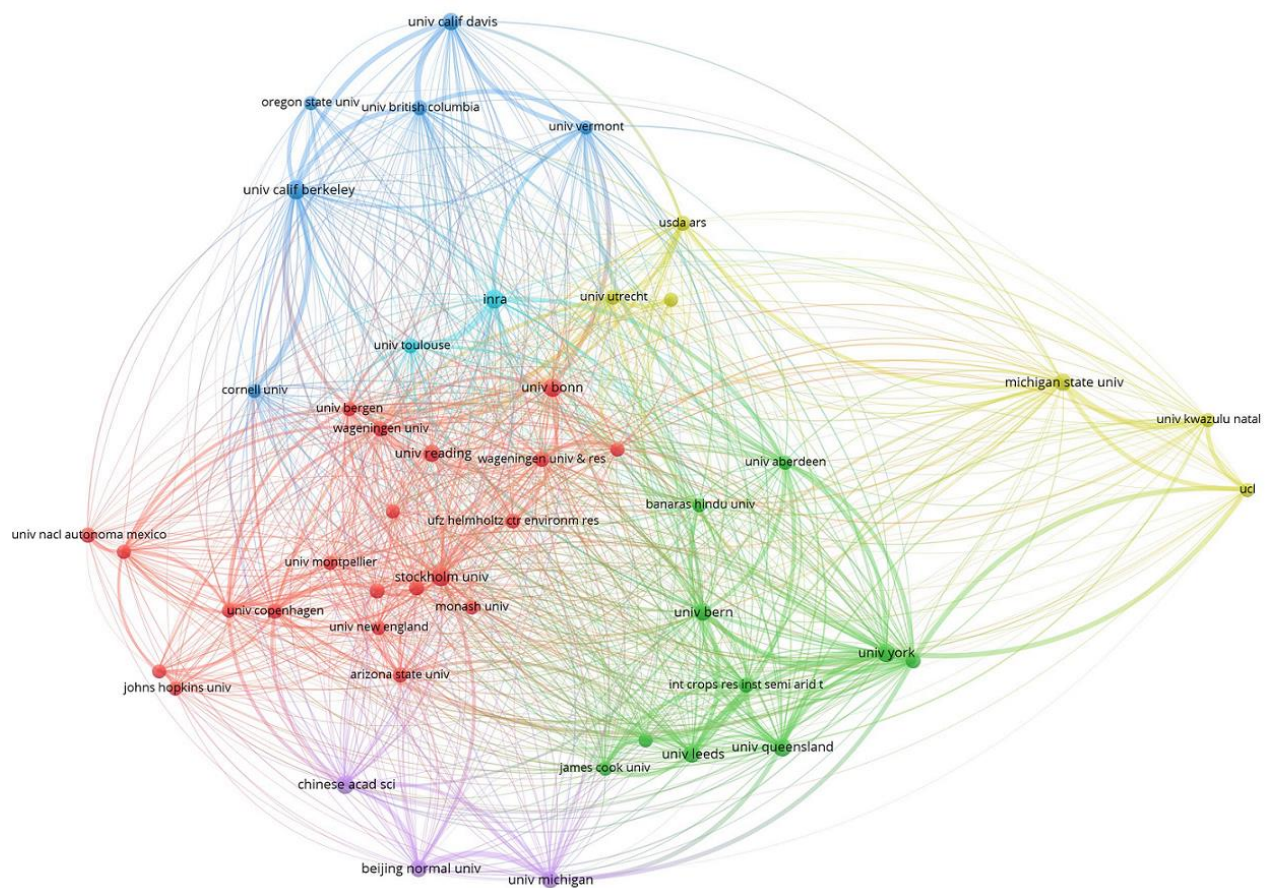 univ calif davis
oregon state univ
univ british columbia
univ vermont
univ calif berkeley
usda ars
inra
univ utrecht
univ toulouse
michigan state univ
cornell univ
univ bonn
univ bergen
univ kwazulu natal
wageningen univ
univ reading
wageningen univ & res
univ aberdeen
ucl
banaras hindu univ
ufz helmholtz ctr environm res
univ nacl autonoma mexico
univ montpellier
stockholm univ
monash univ
univ copenhagen
univ bern
univ new england
univ york
arizona state univ
int crops res inst semi arid t
johns hopkins univ
univ queensland
univ leeds
james cook univ
chinese acad sci
beijing normal univ
univ michigan